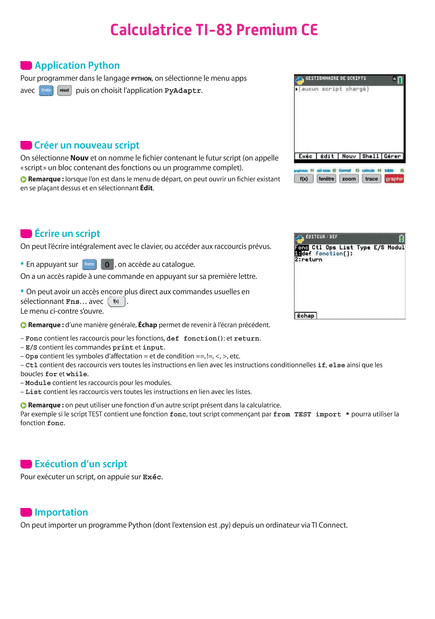 Calculatrice TI-83 Premium CE
Application Python
Pour programmer dans le langage PYTHON, on sélectionne le menu apps
avec puis on choisit l'application PyAdaptr.
GESTIONNAIRE DE SCRIPTS
(aucun script chargé)
Exéc Édit Nouv Shell Gérer
f(x) fenêtre zoom trace graphe
Créer un nouveau script
On sélectionne Nouv et on nomme le fichier contenant le futur script (on appelle
« script » un bloc contenant des fonctions ou un programme complet).
Remarque : lorsque l'on est dans le menu de départ, on peut ouvrir un fichier existant
en se plaçant dessus et en sélectionnant Édit.
Écrire un script
On peut l'écrire intégralement avec le clavier, ou accéder aux raccourcis prévus.
• En appuyant sur 0 , on accède au catalogue.
On a un accès rapide à une commande en appuyant sur sa première lettre.
• On peut avoir un accès encore plus direct aux commandes usuelles en
sélectionnant Fns... avec f(x) .
Le menu ci-contre s'ouvre.
EDITEUR : DEF
Fonc Ctl Ops List Type E/S Modul
1:def fonction():
2:return
Échap
Remarque : d'une manière générale, Échap permet de revenir à l'écran précédent.
– Fonc contient les raccourcis pour les fonctions, def function() : et return.
– E/S contient les commandes print et input.
– Ops contient les symboles d'affectation = et de condition ==, !=, <, >, etc.
– Ctl contient des raccourcis vers toutes les instructions en lien avec les instructions conditionnelles if, else ainsi que les
boucles for et while.
– Module contient les raccourcis pour les modules.
– List contient les raccourcis vers toutes les instructions en lien avec les listes.
Remarque : on peut utiliser une fonction d'un autre script présent dans la calculatrice.
Par exemple si le script TEST contient une fonction fonc, tout script commençant par from TEST import * pourra utiliser la
fonction fonc.
Exécution d'un script
Pour exécuter un script, on appuie sur Exéc.
Importation
On peut importer un programme Python (dont l'extension est .py) depuis un ordinateur via TI Connect.